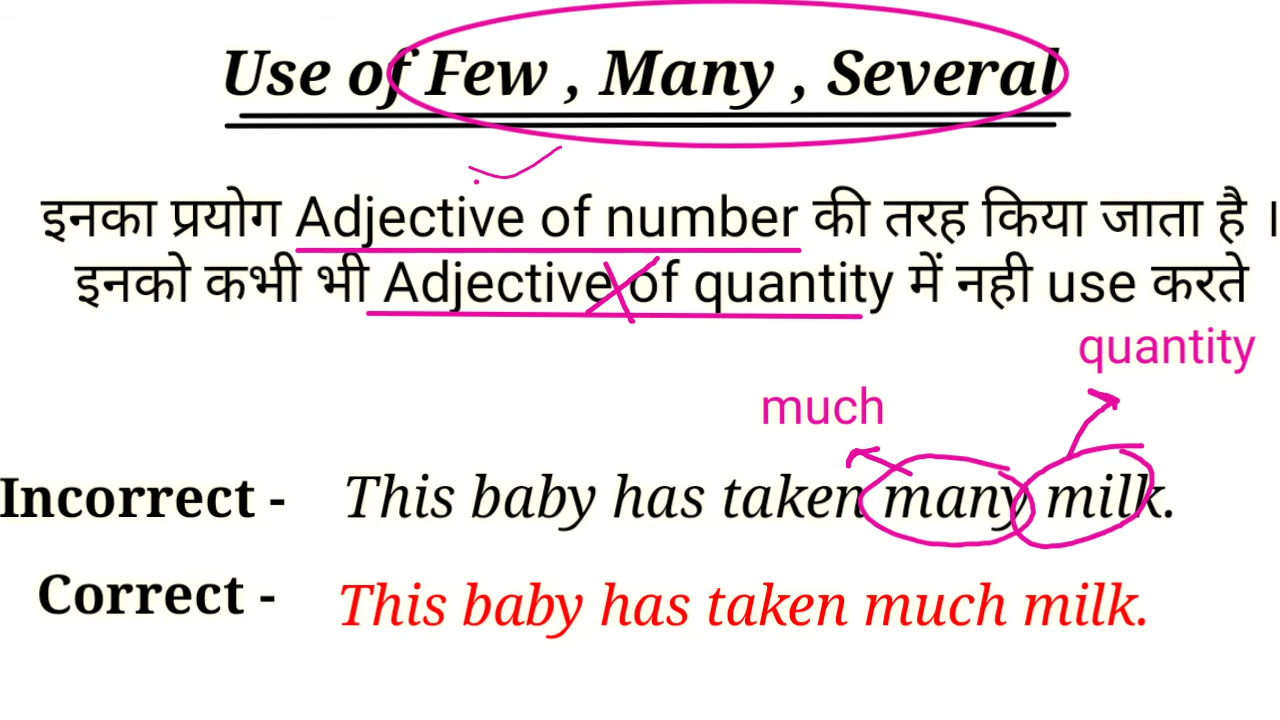 Use of Few , Many , Several
इनका प्रयोग Adjective of number की तरह किया जाता है ।
इनको कभी भी Adjective of quantity में नही use करते
quantity
much
Incorrect - This baby has taken many milk.
Correct - This baby has taken much milk.